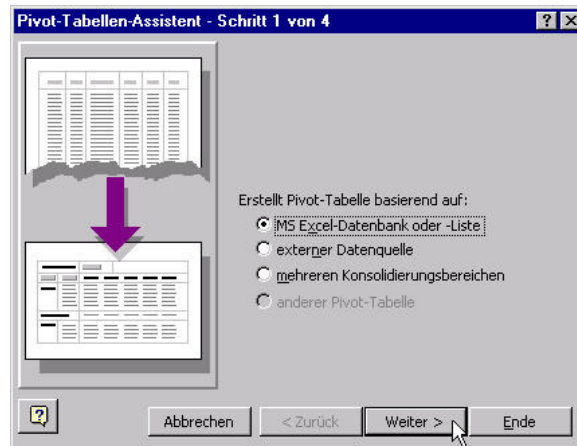 Pivot-Tabellen-Assistent - Schritt 1 von 4
Erstellt Pivot-Tabelle basierend auf:
MS Excel-Datenbank oder -Liste
externer Datenquelle
mehreren Konsolidierungsbereichen
anderer Pivot-Tabelle
Abbrechen < Zurück Weiter > Ende